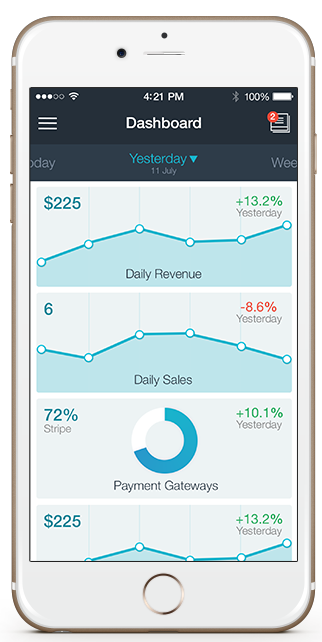 4:21 PM 100%
Dashboard
2
oday Yesterday ▼ Wee
11 July
$225 +13.2%
Yesterday
Daily Revenue
6 -8.6%
Yesterday
Daily Sales
72% +10.1%
Stripe Yesterday
Payment Gateways
$225 +13.2%
Yesterday